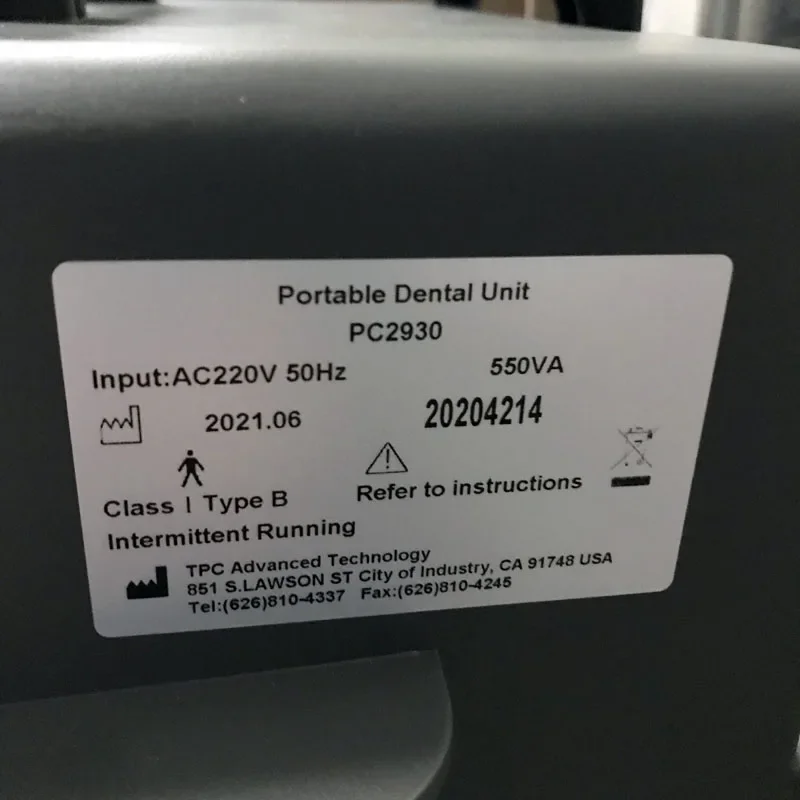 Portable Dental Unit
PC2930
Input:AC220V 50Hz 550VA
2021.06 20204214
Class I Type B Refer to instructions
Intermittent Running
TPC Advanced Technology
851 S.LAWSON ST City of Industry, CA 91748 USA
Tel:(626)810-4337 Fax:(626)810-4245